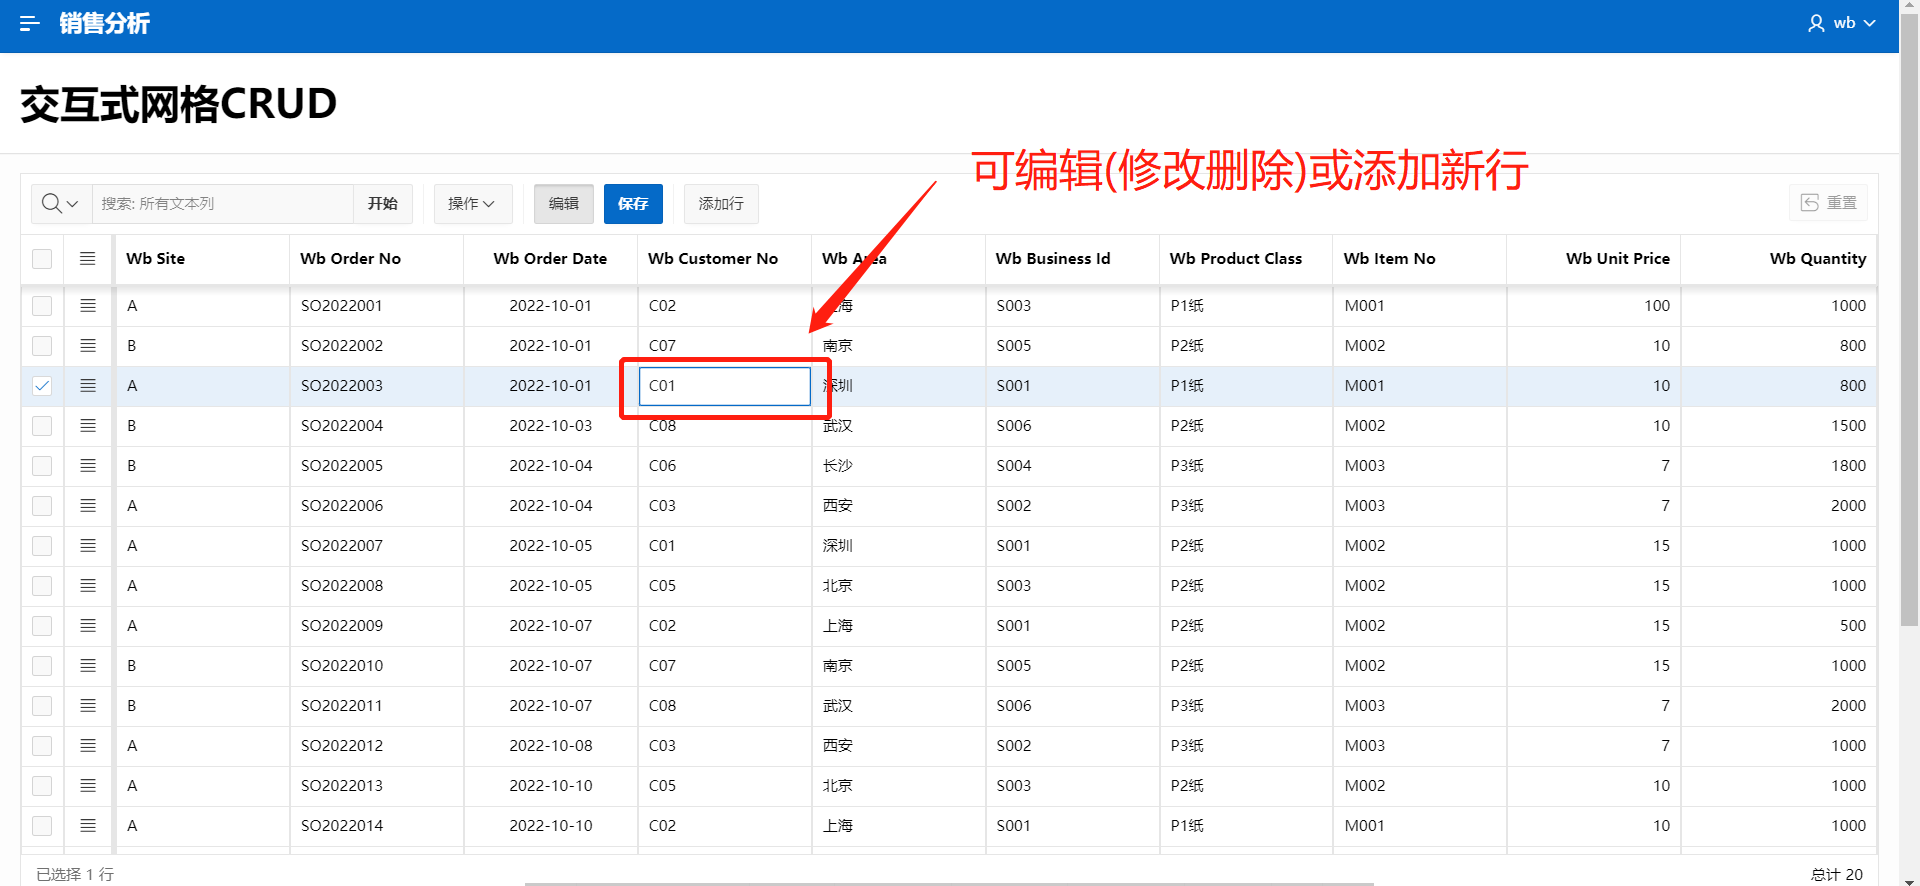 销售分析
wb
交互式网格CRUD
可编辑(修改删除)或添加新行
搜索: 所有文本列 开始 操作 编辑 保存 添加行 重置
Wb Site Wb Order No Wb Order Date Wb Customer No Wb Area Wb Business Id Wb Product Class Wb Item No Wb Unit Price Wb Quantity
A SO2022001 2022-10-01 C02 海 S003 P1纸 M001 100 1000
B SO2022002 2022-10-01 C07 南京 S005 P2纸 M002 10 800
A SO2022003 2022-10-01 C01 深圳 S001 P1纸 M001 10 800
B SO2022004 2022-10-03 C08 武汉 S006 P2纸 M002 10 1500
B SO2022005 2022-10-04 C06 长沙 S004 P3纸 M003 7 1800
A SO2022006 2022-10-04 C03 西安 S002 P3纸 M003 7 2000
A SO2022007 2022-10-05 C01 深圳 S001 P2纸 M002 15 1000
A SO2022008 2022-10-05 C05 北京 S003 P2纸 M002 15 1000
A SO2022009 2022-10-07 C02 上海 S001 P2纸 M002 15 500
B SO2022010 2022-10-07 C07 南京 S005 P2纸 M002 15 1000
B SO2022011 2022-10-07 C08 武汉 S006 P3纸 M003 7 2000
A SO2022012 2022-10-08 C03 西安 S002 P3纸 M003 7 1000
A SO2022013 2022-10-10 C05 北京 S003 P2纸 M002 10 1000
A SO2022014 2022-10-10 C02 上海 S001 P1纸 M001 10 1000
已选择 1 行 总计 20